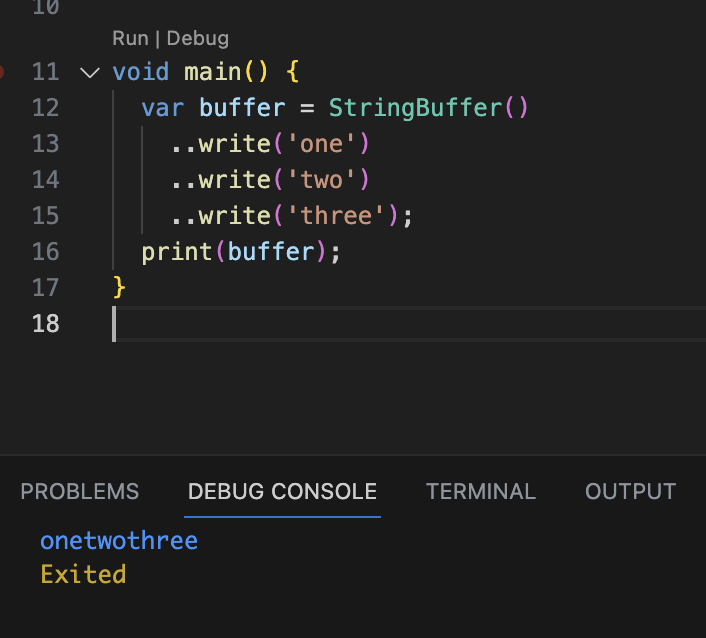 10
Run | Debug
11 void main() {
12 var buffer = StringBuffer()
13 ..write('one')
14 ..write('two')
15 ..write('three');
16 print(buffer);
17 }
18
PROBLEMS DEBUG CONSOLE TERMINAL OUTPUT
onetwothree
Exited